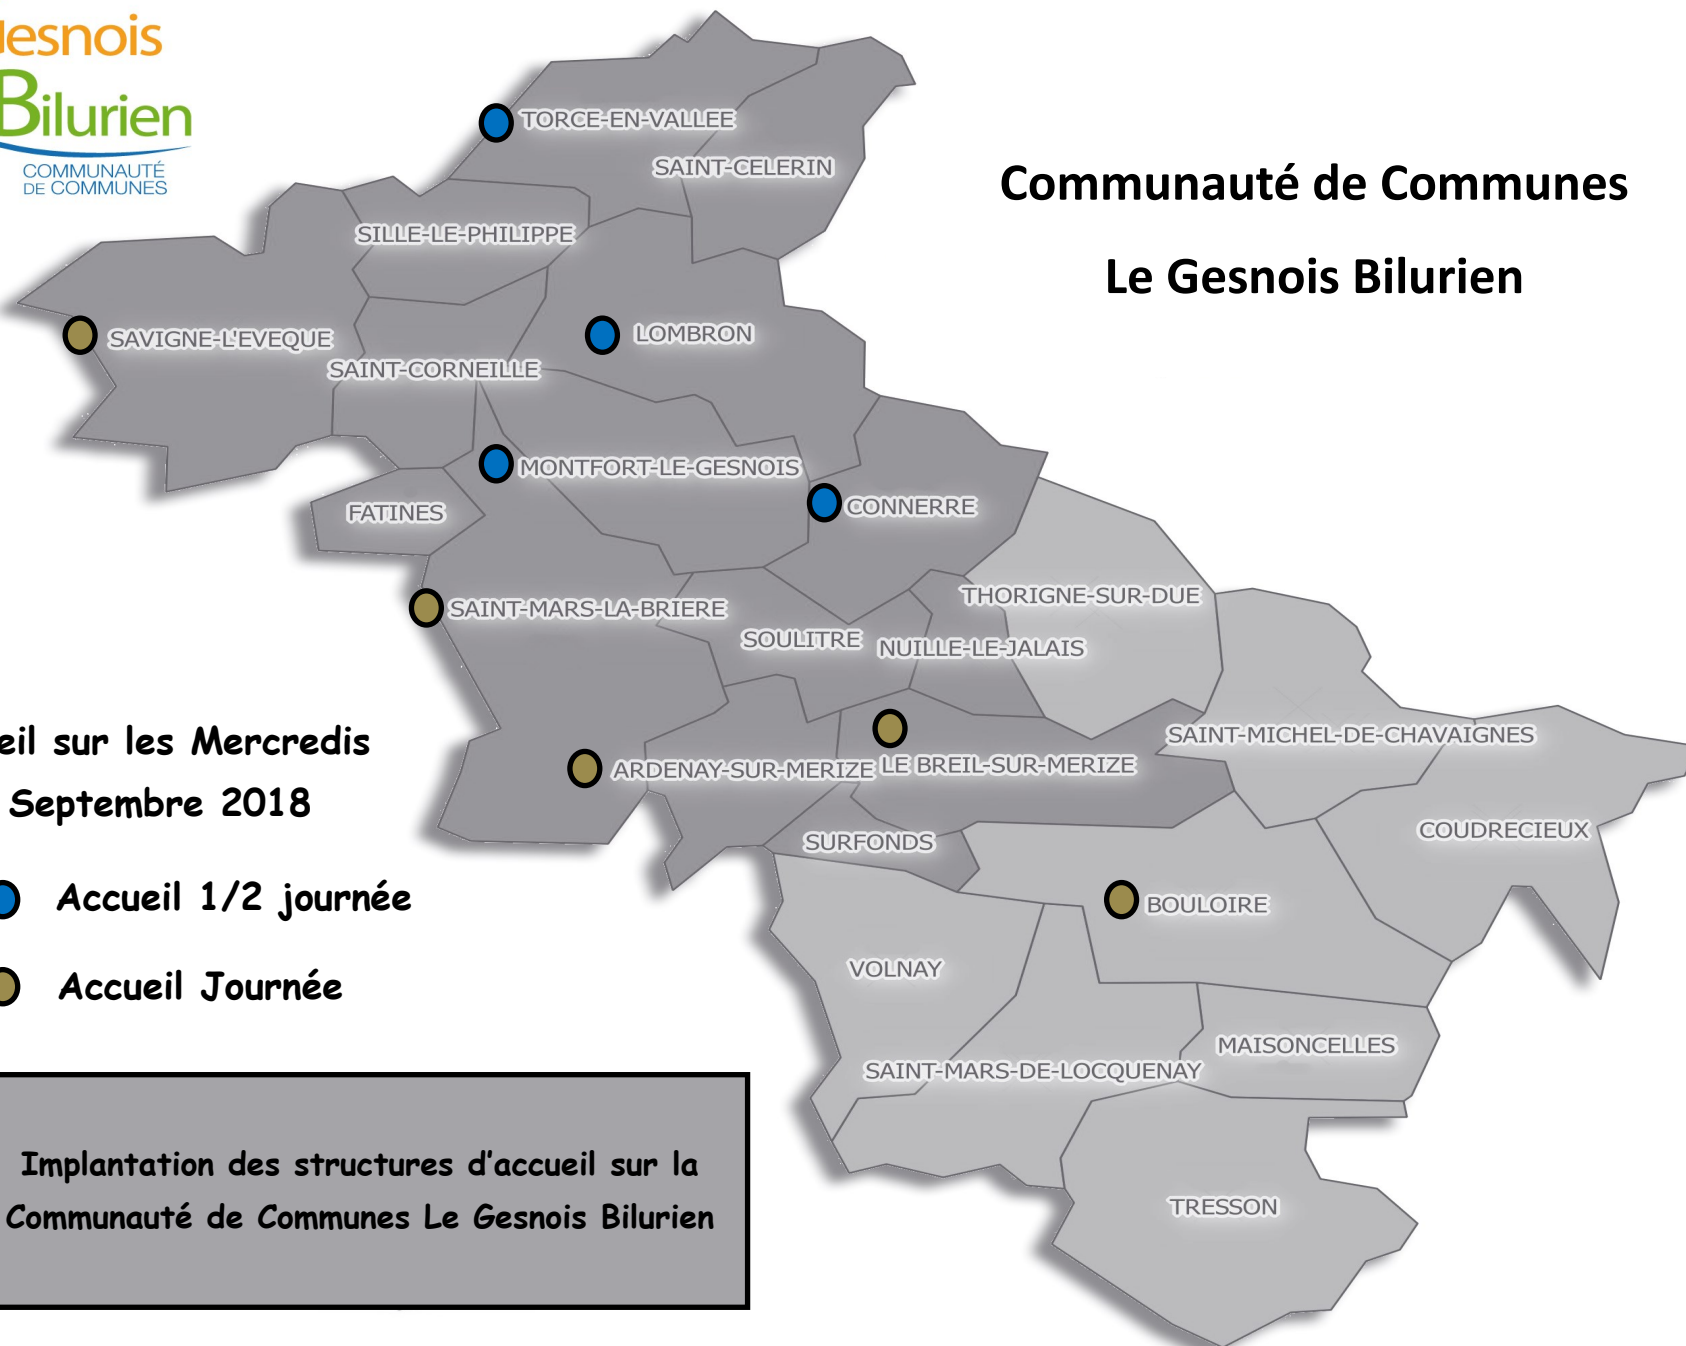 esnois
Bilurien
COMMUNAUTÉ
DE COMMUNES
Communauté de Communes
Le Gesnois Bilurien
TORCE-EN-VALLEE
SAINT-CELERIN
SILLE-LE-PHILIPPE
SAVIGNE-L'EVEQUE
LOMBRON
SAINT-CORNEILLE
MONTFORT-LE-GESNOIS
CONNERRE
FATINES
THORIGNE-SUR-DUE
SAINT-MARS-LA-BRIERE
SOULITRE
NUILLE-LE-JALAIS
SAINT-MICHEL-DE-CHAVAIGNES
ARDENAY-SUR-MERIZE
LE BREIL-SUR-MERIZE
COUDRECIEUX
SURFONDS
BOULOIRE
VOLNAY
MAISONCELLES
SAINT-MARS-DE-LOCQUENAY
TRESSON
eil sur les Mercredis
Septembre 2018
Accueil 1/2 journée
Accueil Journée
Implantation des structures d'accueil sur la
Communauté de Communes Le Gesnois Bilurien